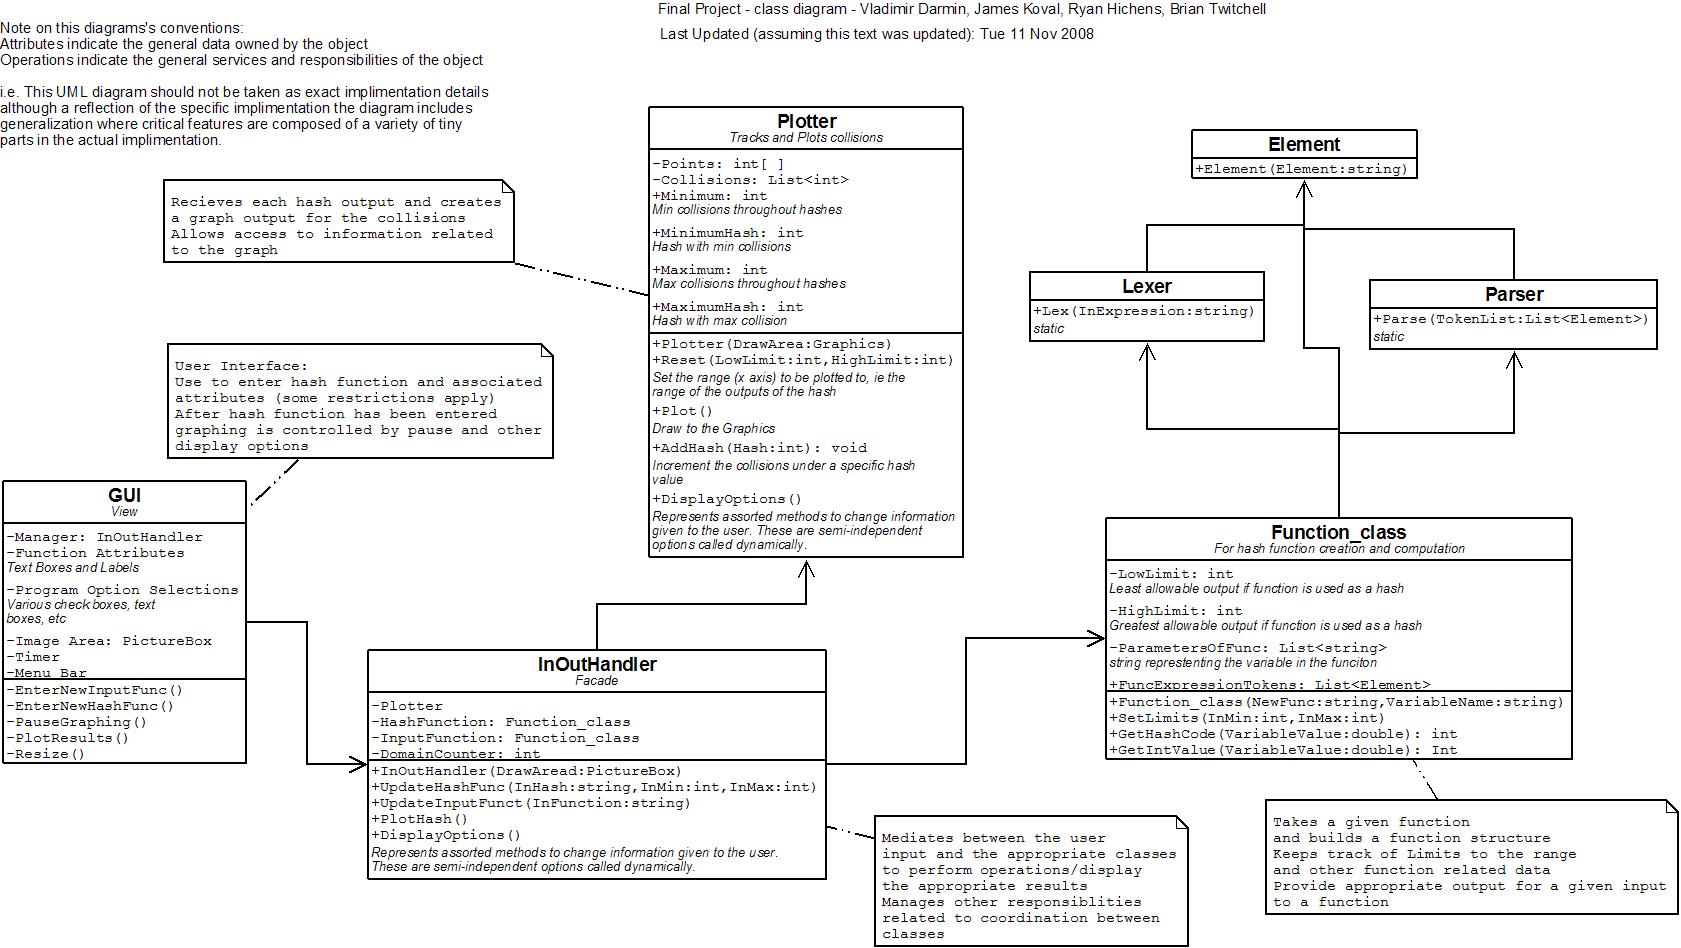 Final Project - class diagram - Vladimir Darmin, James Koval, Ryan Hichens, Brian Twitchell
Last Updated (assuming this text was updated): Tue 11 Nov 2008
Note on this diagrams's conventions:
Attributes indicate the general data owned by the object
Operations indicate the general services and responsibilities of the object
i.e. This UML diagram should not be taken as exact implimentation details
although a reflection of the specific implimentation the diagram includes
generalization where critical features are composed of a variety of tiny
parts in the actual implimentation.
Recieves each hash output and creates
a graph output for the collisions
Allows access to information related
to the graph
Plotter
Tracks and Plots collisions
-Points: int[ ]
-Collisions: List<int>
+Minimum: int
Min collisions throughout hashes
+MinimumHash: int
Hash with min collisions
+Maximum: int
Max collisions throughout hashes
+MaximumHash: int
Hash with max collision
+Plotter(DrawArea:Graphics)
+Reset(LowLimit:int,HighLimit:int)
Set the range (x axis) to be plotted to, ie the
range of the outputs of the hash
+Plot()
Draw to the Graphics
+AddHash(Hash:int): void
Increment the collisions under a specific hash
value
+DisplayOptions()
Represents assorted methods to change information
given to the user. These are semi-independent
options called dynamically.
Element
+Element(Element:string)
Lexer
+Lex(InExpression:string)
static
Parser
+Parse(TokenList:List<Element>)
static
User Interface:
Use to enter hash function and associated
attributes (some restrictions apply)
After hash function has been entered
graphing is controlled by pause and other
display options
GUI
View
-Manager: InOutHandler
-Function Attributes
Text Boxes and Labels
-Program Option Selections
Various check boxes, text
boxes, etc
-Image Area: PictureBox
-Timer
-Menu Bar
-EnterNewInputFunc()
-EnterNewHashFunc()
-PauseGraphing()
-PlotResults()
-Resize()
InOutHandler
Facade
-Plotter
-HashFunction: Function_class
-InputFunction: Function_class
-DomainCounter: int
+InOutHandler(DrawAread:PictureBox)
+UpdateHashFunc(InHash:string,InMin:int,InMax:int)
+UpdateInputFunct(InFunction:string)
+PlotHash()
+DisplayOptions()
Represents assorted methods to change information given to the user.
These are semi-independent options called dynamically.
Function_class
For hash function creation and computation
-LowLimit: int
Least allowable output if function is used as a hash
-HighLimit: int
Greatest allowable output if function is used as a hash
-ParametersOfFunc: List<string>
string represtenting the variable in the funciton
+FuncExpressionTokens: List<Element>
+Function_class(NewFunc:string,VariableName:string)
+SetLimits(InMin:int,InMax:int)
+GetHashCode(VariableValue:double): int
+GetIntValue(VariableValue:double): Int
Mediates between the user
input and the appropriate classes
to perform operations/display
the appropriate results
Manages other responsiblities
related to coordination between
classes
Takes a given function
and builds a function structure
Keeps track of Limits to the range
and other function related data
Provide appropriate output for a given input
to a function